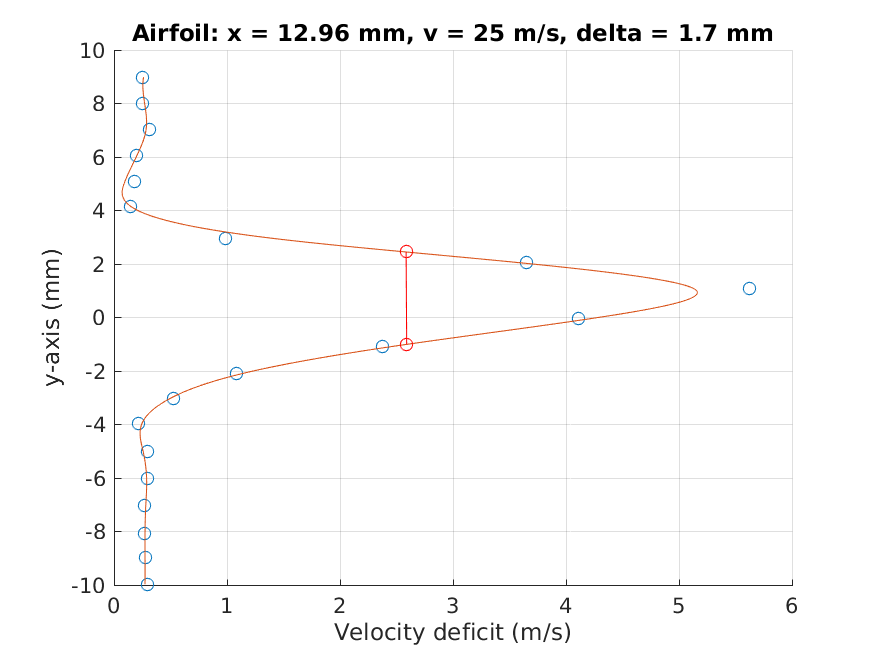 Airfoil: x = 12.96 mm, v = 25 m/s, delta = 1.7 mm
10
8
6
4
2
0
-2
-4
-6
-8
-10
y-axis (mm)
0 1 2 3 4 5 6
Velocity deficit (m/s)